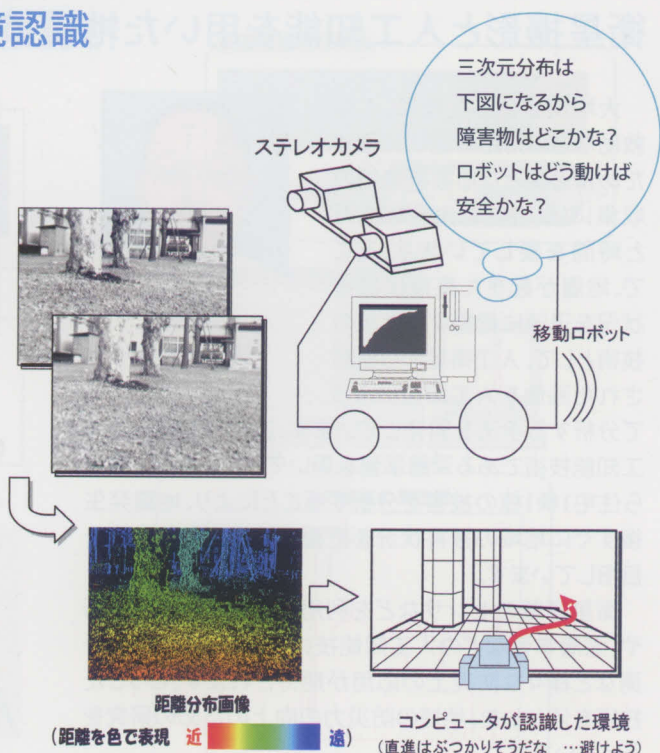 境認識
三次元分布は
下図になるから
障害物はどこかな?
ロボットはどう動けば
安全かな?
ステレオカメラ
移動ロボット
距離分布画像
(距離を色で表現 近 遠)
コンピュータが認識した環境
(直進はぶつかりそうだな …避けよう)